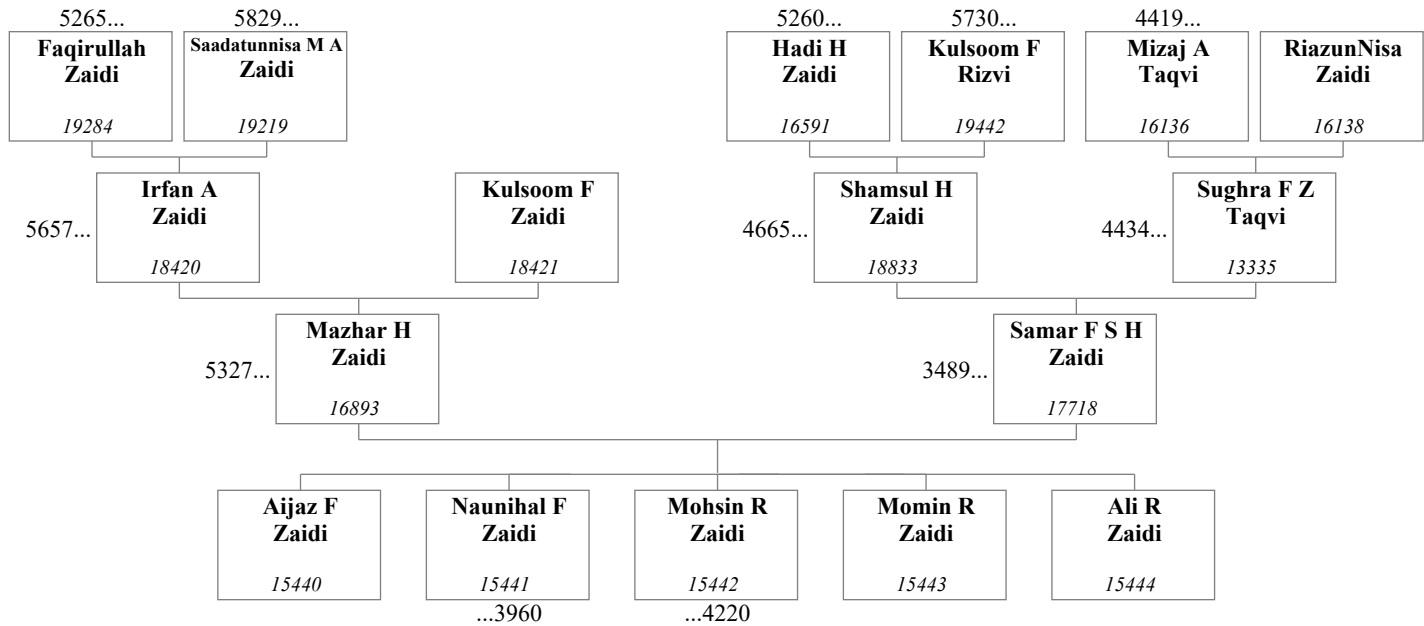 5265...
5829...
5260...
5730...
4419...
Faqirullah
Zaidi
19284
Saadatunnisa M A
Zaidi
19219
Hadi H
Zaidi
16591
Kulsoom F
Rizvi
19442
Mizaj A
Taqvi
16136
RiazunNisa
Zaidi
16138
5657...
Irfan A
Zaidi
18420
Kulsoom F
Zaidi
18421
4665...
Shamsul H
Zaidi
18833
4434...
Sughra F Z
Taqvi
13335
5327...
Mazhar H
Zaidi
16893
3489...
Samar F S H
Zaidi
17718
Aijaz F
Zaidi
15440
Naunihal F
Zaidi
15441
...3960
Mohsin R
Zaidi
15442
...4220
Momin R
Zaidi
15443
Ali R
Zaidi
15444